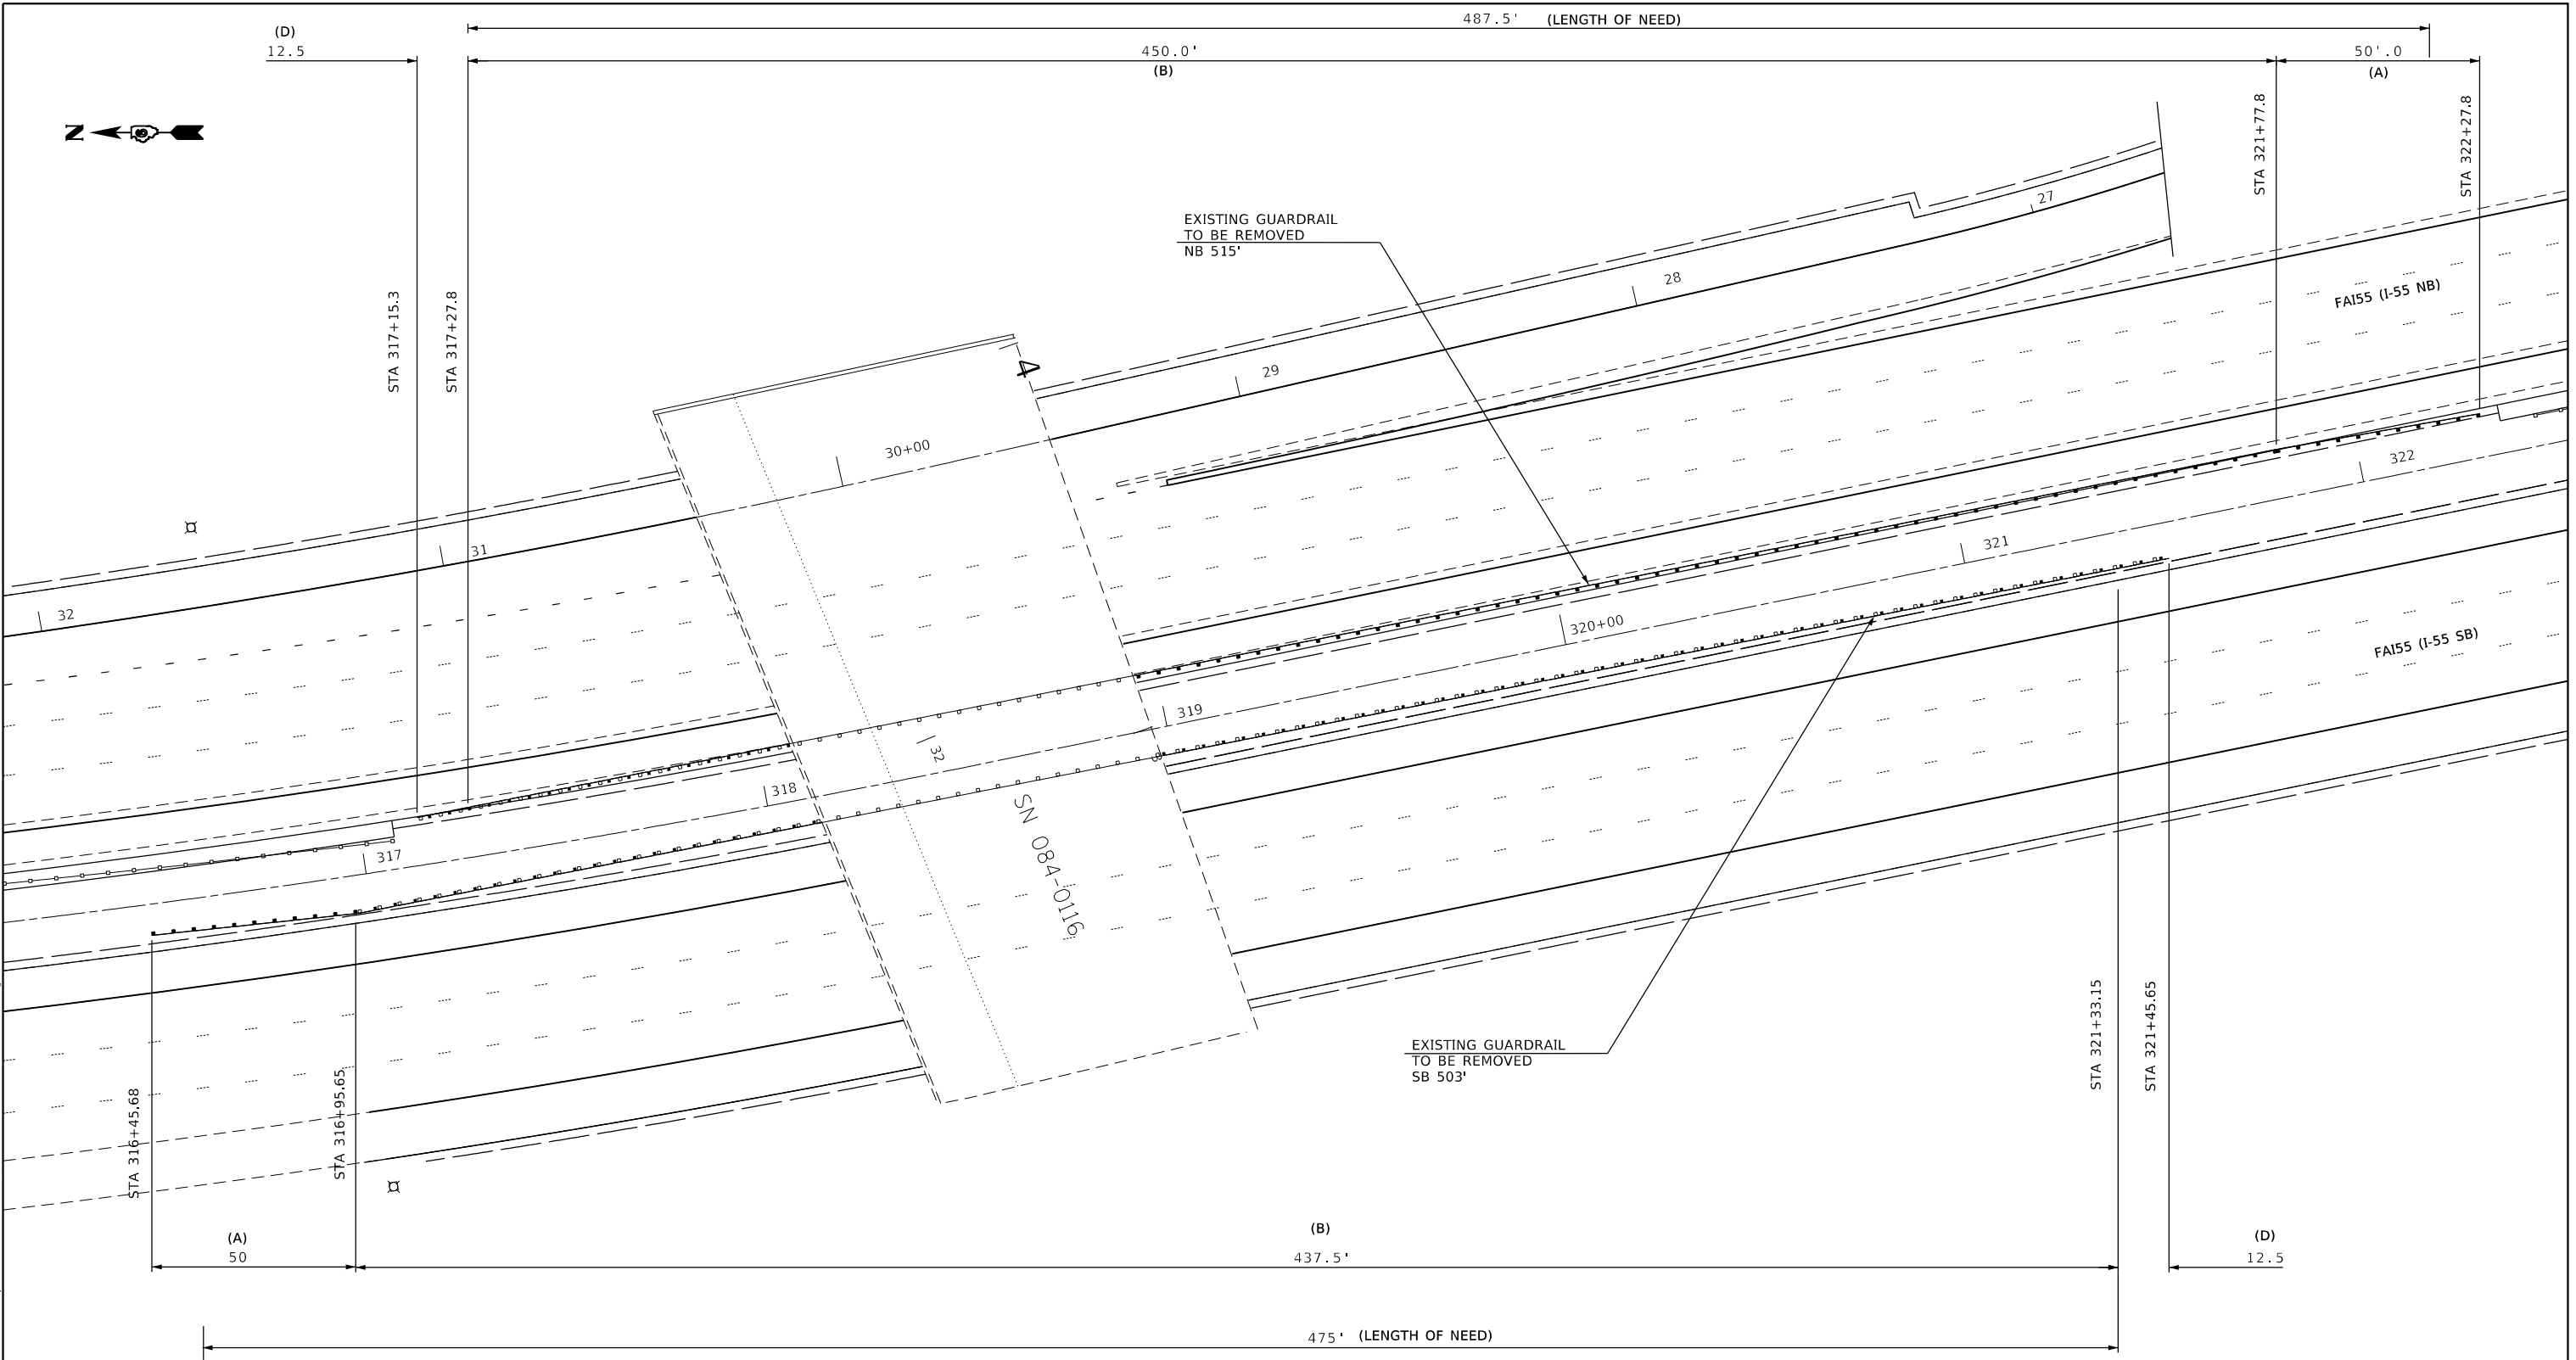 487.5' (LENGTH OF NEED)
(D)
12.5
450.0'
(B)
50'.0
(A)
N
STA 317+15.3
STA 317+27.8
STA 321+77.8
STA 322+27.8
EXISTING GUARDRAIL
TO BE REMOVED
NB 515'
27
28
29
30+00
31
32
4
FAI55 (I-55 NB)
322
321
320+00
319
318
317
32
3
SN 084-0116
FAI55 (I-55 SB)
EXISTING GUARDRAIL
TO BE REMOVED
SB 503'
STA 316+45.68
STA 316+95.65
STA 321+33.15
STA 321+45.65
(A)
50
(B)
437.5'
(D)
12.5
475' (LENGTH OF NEED)